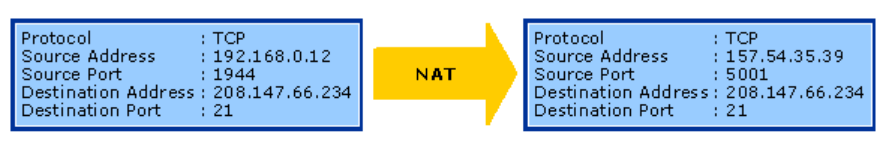 Protocol : TCP
Source Address : 192.168.0.12
Source Port : 1944
Destination Address : 208.147.66.234
Destination Port : 21
NAT
Protocol : TCP
Source Address : 157.54.35.39
Source Port : 5001
Destination Address : 208.147.66.234
Destination Port : 21